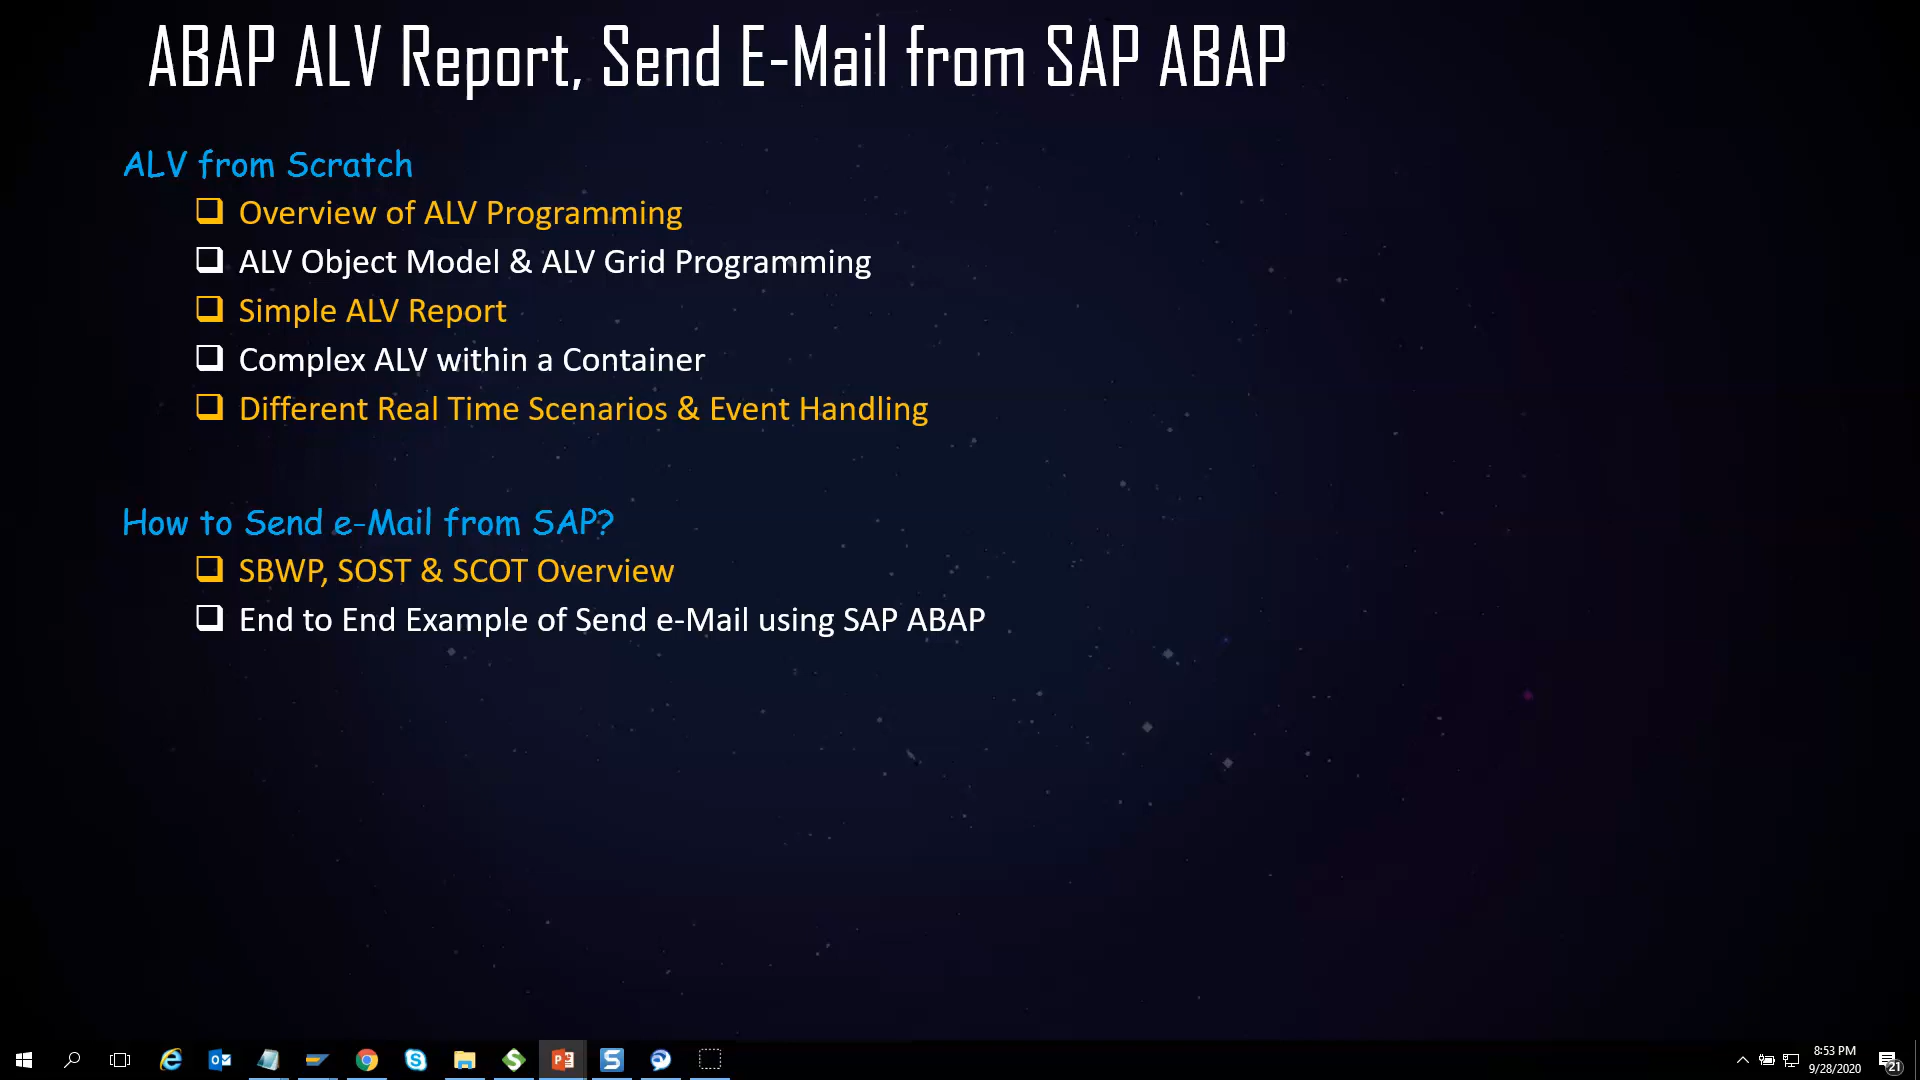 ABAP ALV Report, Send E-Mail from SAP ABAP
ALV from Scratch
Overview of ALV Programming
ALV Object Model & ALV Grid Programming
Simple ALV Report
Complex ALV within a Container
Different Real Time Scenarios & Event Handling
How to Send e-Mail from SAP?
SBWP, SOST & SCOT Overview
End to End Example of Send e-Mail using SAP ABAP
8:53 PM
9/28/2020
21